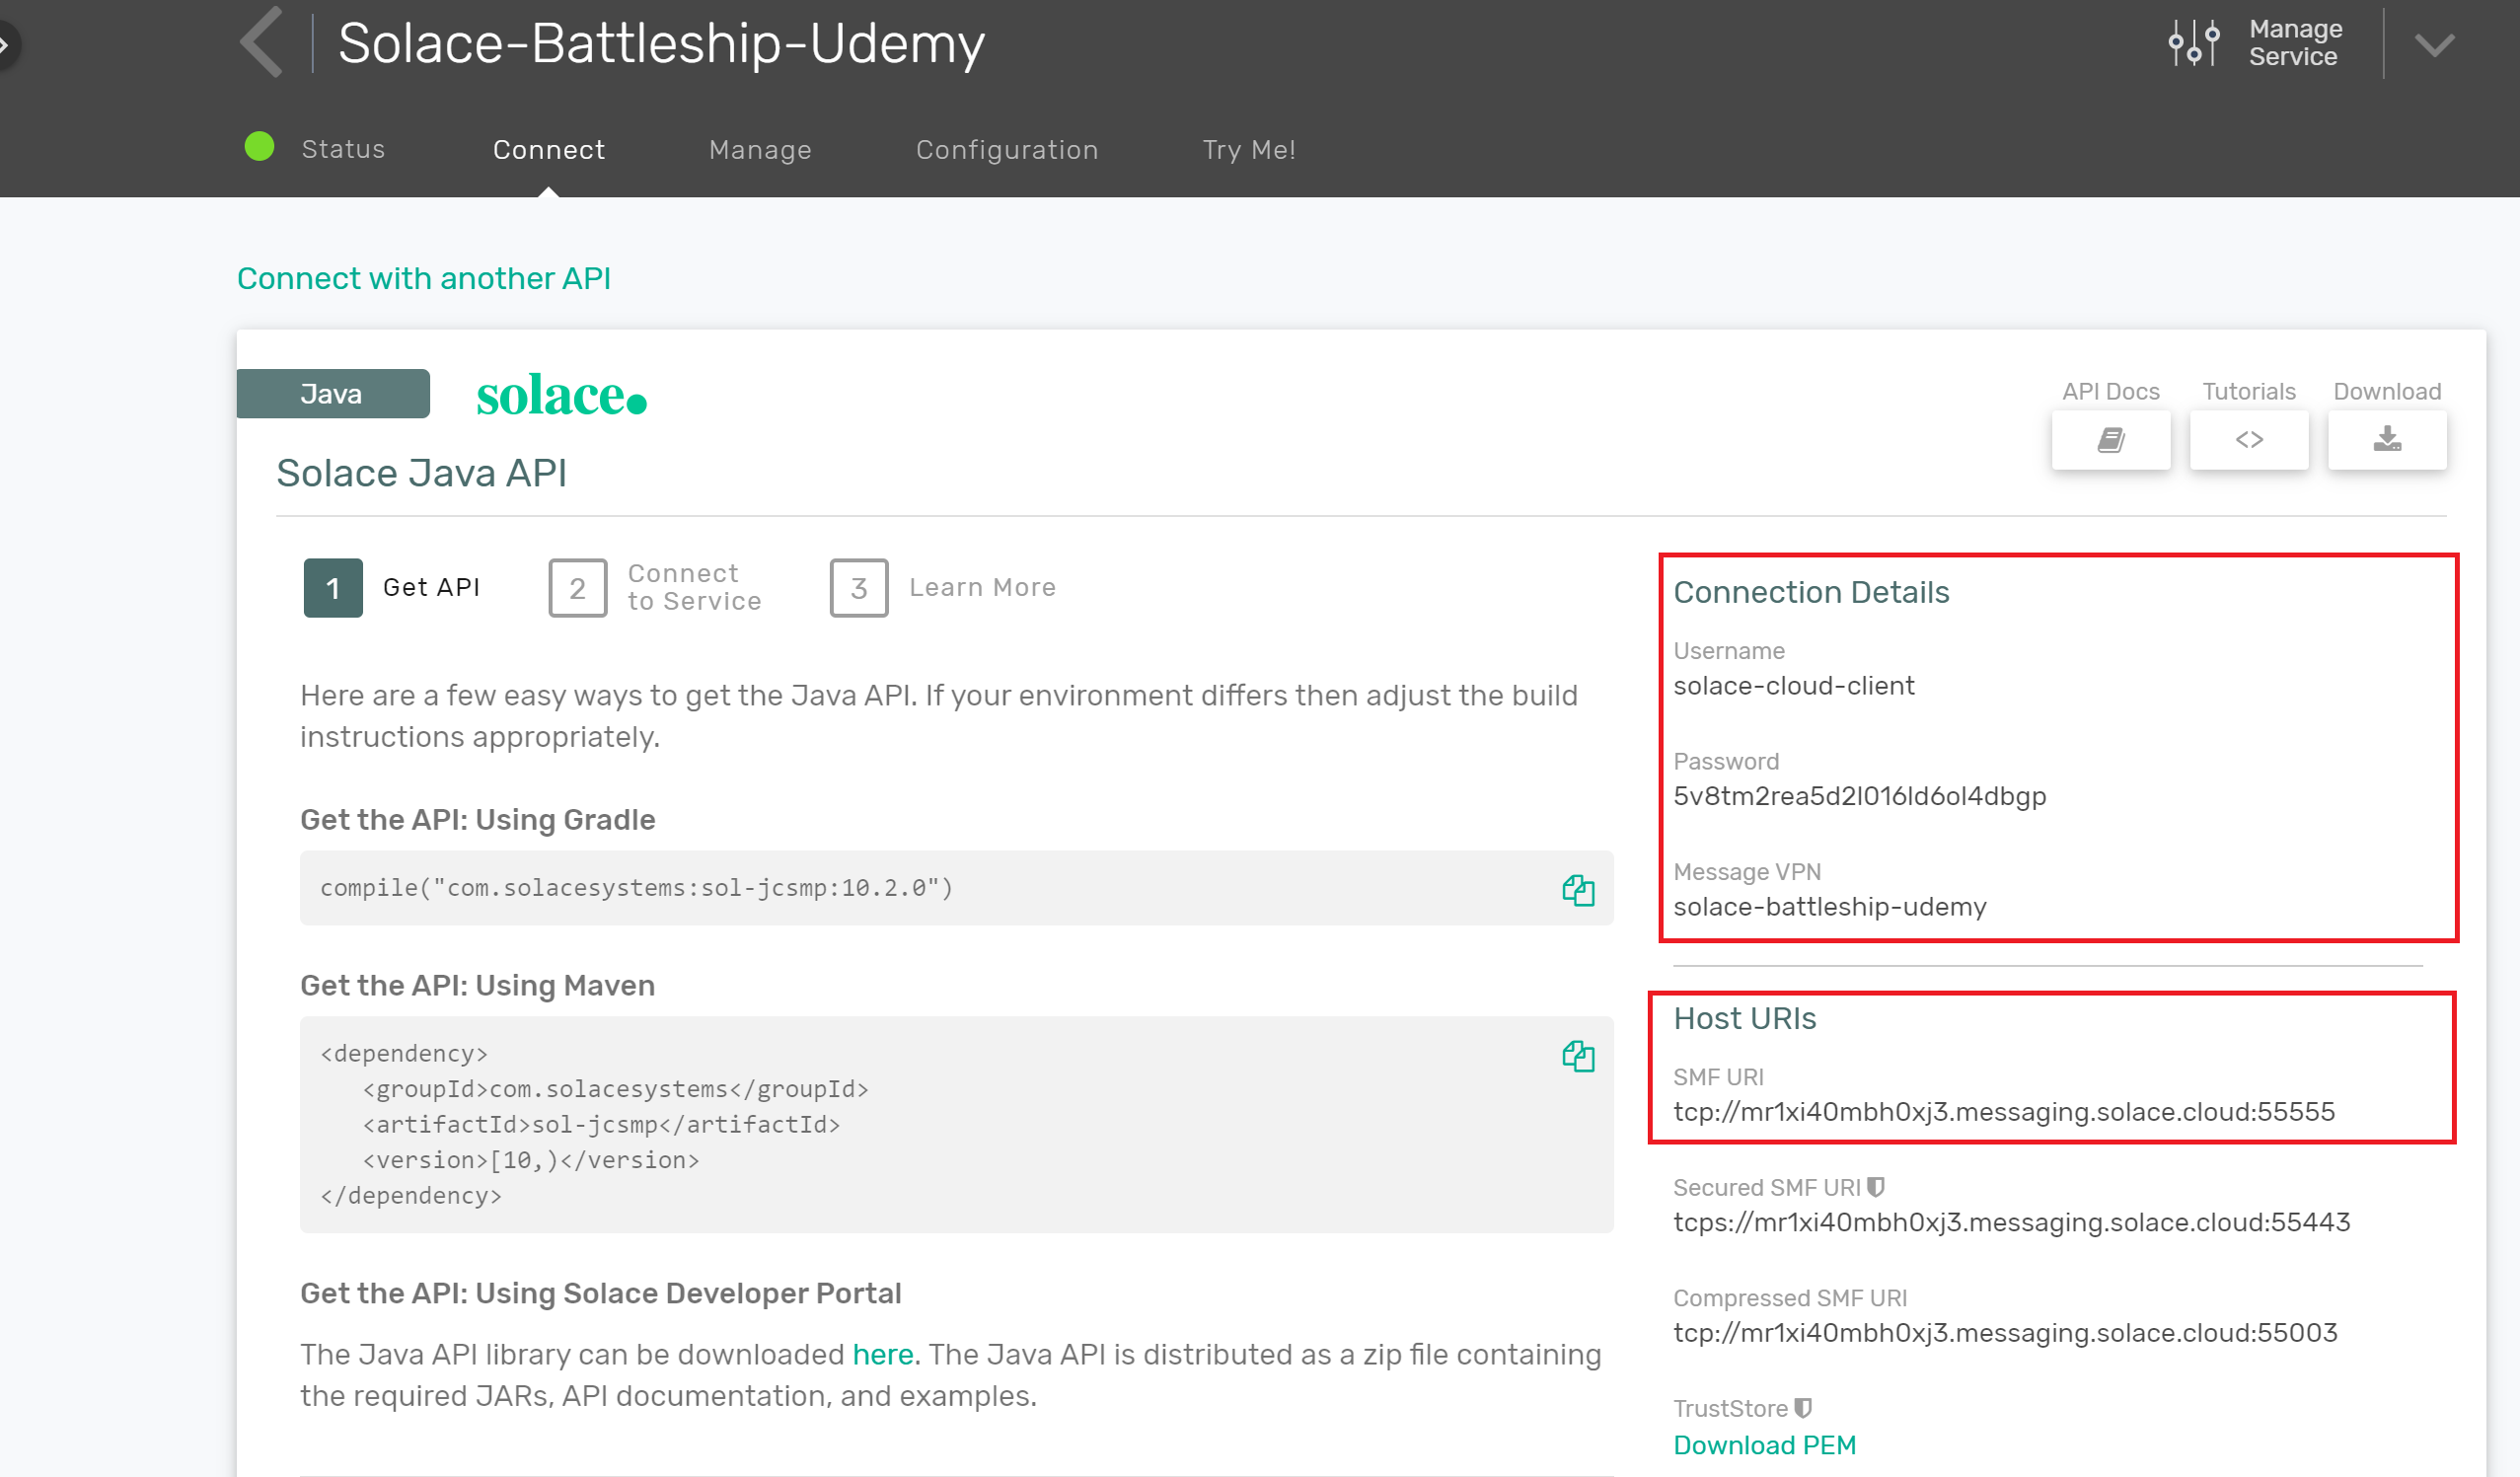 Solace-Battleship-Udemy
Manage
Service
Status
Connect
Manage
Configuration
Try Me!
Connect with another API
Java
solace.
API Docs
Tutorials
Download
Solace Java API
1
Get API
2
Connect
to Service
3
Learn More
Here are a few easy ways to get the Java API. If your environment differs then adjust the build
instructions appropriately.
Get the API: Using Gradle
compile("com.solacesystems:sol-jcsmp:10.2.0")
Get the API: Using Maven
<dependency>
   <groupId>com.solacesystems</groupId>
   <artifactId>sol-jcsmp</artifactId>
   <version>[10,)</version>
</dependency>
Get the API: Using Solace Developer Portal
The Java API library can be downloaded here. The Java API is distributed as a zip file containing
the required JARs, API documentation, and examples.
Connection Details
Username
solace-cloud-client
Password
5v8tm2rea5d2l016ld6ol4dbgp
Message VPN
solace-battleship-udemy
Host URIs
SMF URI
tcp://mr1xi40mbh0xj3.messaging.solace.cloud:55555
Secured SMF URI
tcps://mr1xi40mbh0xj3.messaging.solace.cloud:55443
Compressed SMF URI
tcp://mr1xi40mbh0xj3.messaging.solace.cloud:55003
TrustStore
Download PEM